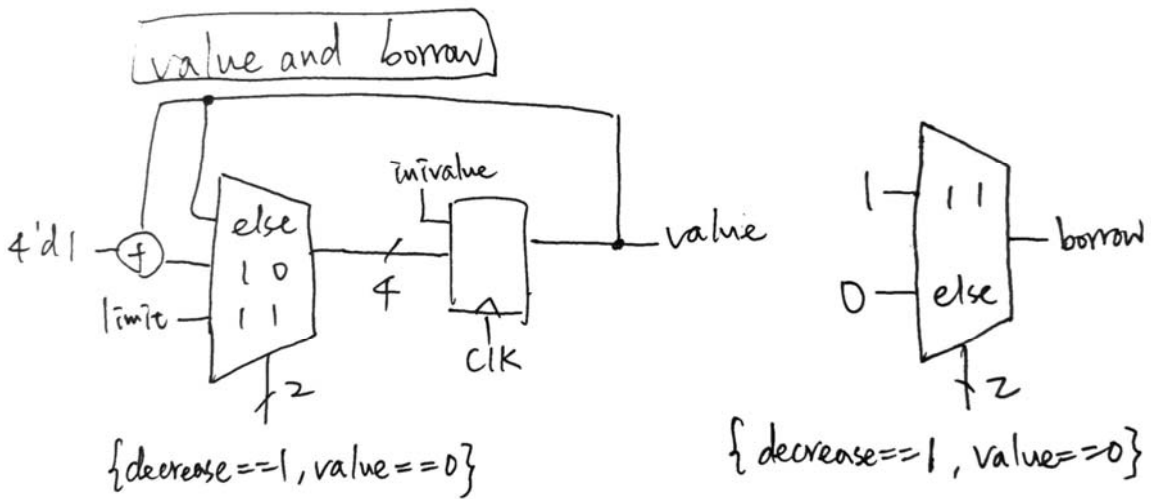 value and borrow
inivalue
4'd1
+
else
1 0
1 1
limit
4
clk
value
2
{decrease==1, value==0}
1
1 1
borrow
0
else
2
{decrease==1, value==0}